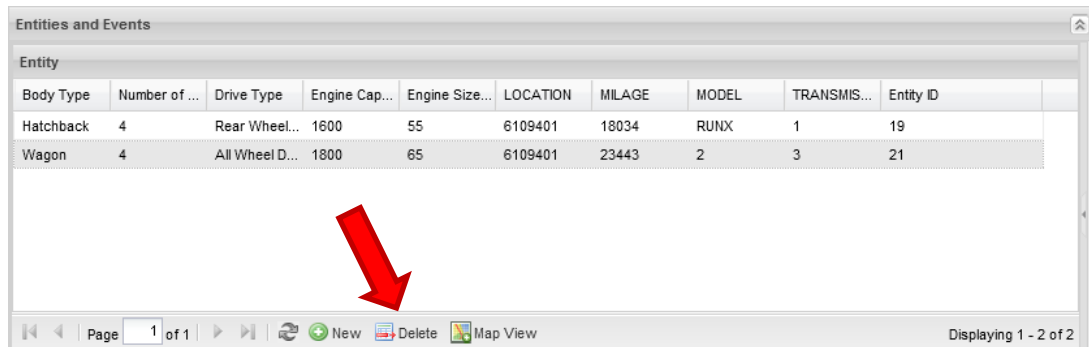 Entities and Events
Entity
Body Type Number of ... Drive Type Engine Cap... Engine Size... LOCATION MILAGE MODEL TRANSMIS... Entity ID
Hatchback 4 Rear Wheel... 1600 55 6109401 18034 RUNX 1 19
Wagon 4 All Wheel D... 1800 65 6109401 23443 2 3 21
Page 1 of 1 New Delete Map View Displaying 1 - 2 of 2